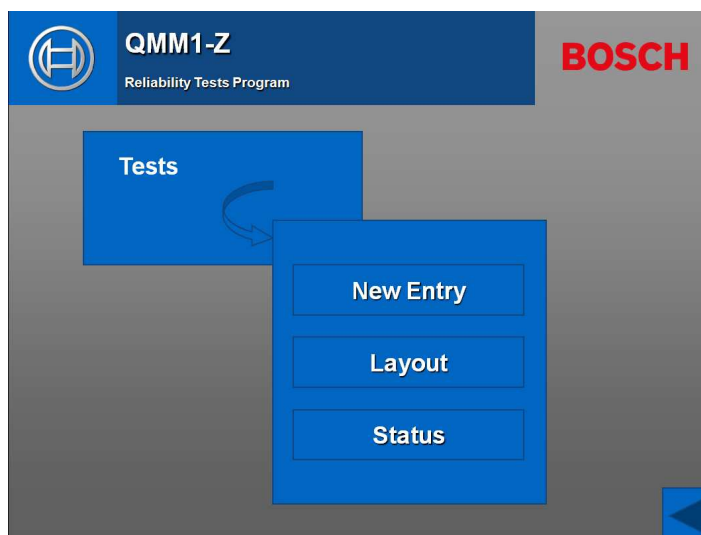 QMM1-Z
Reliability Tests Program
BOSCH
Tests
New Entry
Layout
Status